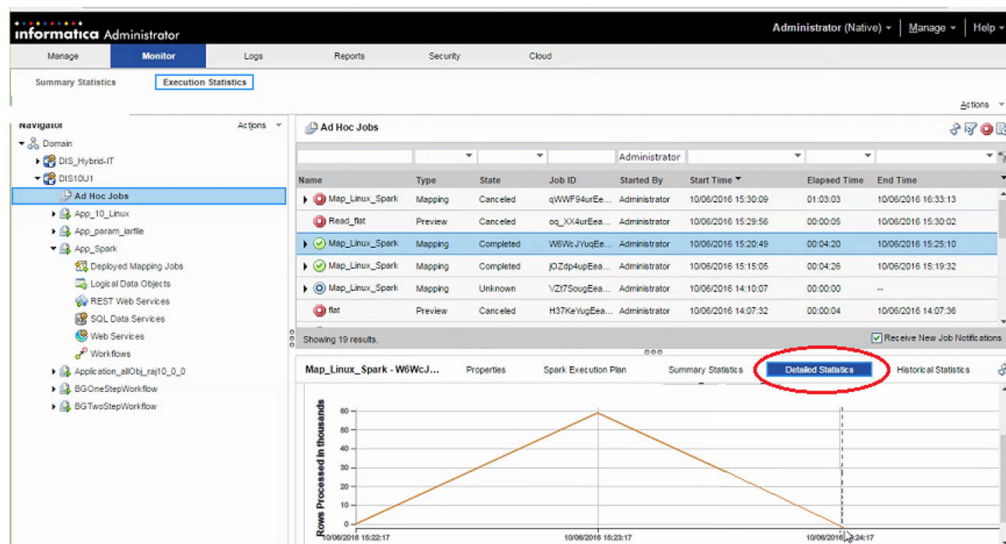 informatica Administrator
Administrator (Native) Manage Help
Manage Monitor Logs Reports Security Cloud
Summary Statistics Execution Statistics
Actions
Navigator Actions
Domain
DIS_Hybrid-IT
DIS10U1
Ad Hoc Jobs
App_10_Linux
App_param_iarfile
App_Spark
Deployed Mapping Jobs
Logical Data Objects
REST Web Services
SQL Data Services
Web Services
Workflows
Application_allObj_raj10_0_0
BGOneStepWorkflow
BGTwoStepWorkflow
Ad Hoc Jobs
Administrator
Name Type State Job ID Started By Start Time Elapsed Time End Time
Map_Linux_Spark Mapping Canceled qWWF94urEe... Administrator 10/06/2016 15:30:09 01:03:03 10/06/2016 16:33:13
Read_flat Preview Canceled oq_XX4urEe... Administrator 10/06/2016 15:29:56 00:00:05 10/06/2016 15:30:02
Map_Linux_Spark Mapping Completed W6WcJYuqEe... Administrator 10/06/2016 15:20:49 00:04:20 10/06/2016 15:25:10
Map_Linux_Spark Mapping Completed jOZdp4upEea... Administrator 10/06/2016 15:15:05 00:04:26 10/06/2016 15:19:32
Map_Linux_Spark Mapping Unknown VZt7SougEea... Administrator 10/06/2016 14:10:07 00:00:00 --
flat Preview Canceled H37KeYugEea... Administrator 10/06/2016 14:07:32 00:00:04 10/06/2016 14:07:36
Showing 19 results. Receive New Job Notifications
Map_Linux_Spark - W6WcJ... Properties Spark Execution Plan Summary Statistics Detailed Statistics Historical Statistics
Rows Processed in thousands
60
40
30
20
10
0
10/06/2016 15:22:17 10/06/2016 15:23:17 10/06/2016 :24:17